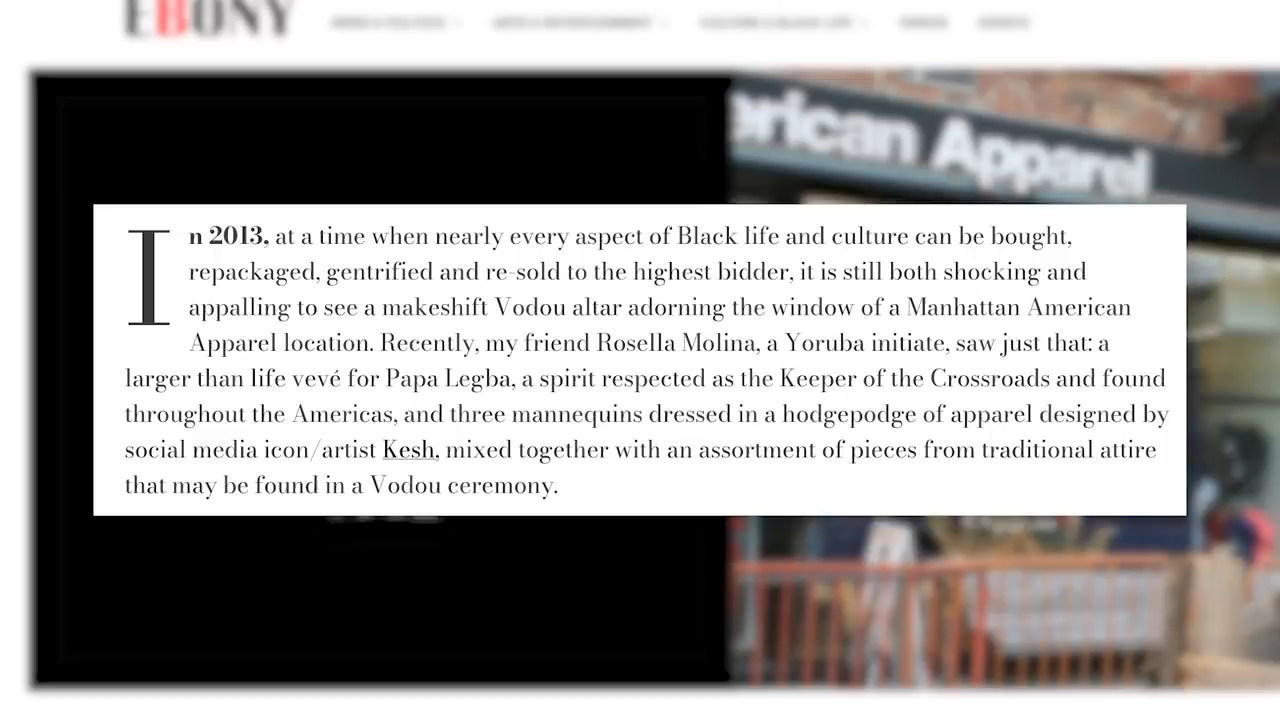 EBONY
erican Apparel
In 2013, at a time when nearly every aspect of Black life and culture can be bought,
repackaged, gentrified and re-sold to the highest bidder, it is still both shocking and
appalling to see a makeshift Vodou altar adorning the window of a Manhattan American
Apparel location. Recently, my friend Rosella Molina, a Yoruba initiate, saw just that: a
larger than life vevé for Papa Legba, a spirit respected as the Keeper of the Crossroads and found
throughout the Americas, and three mannequins dressed in a hodgepodge of apparel designed by
social media icon/artist Kesh, mixed together with an assortment of pieces from traditional attire
that may be found in a Vodou ceremony.